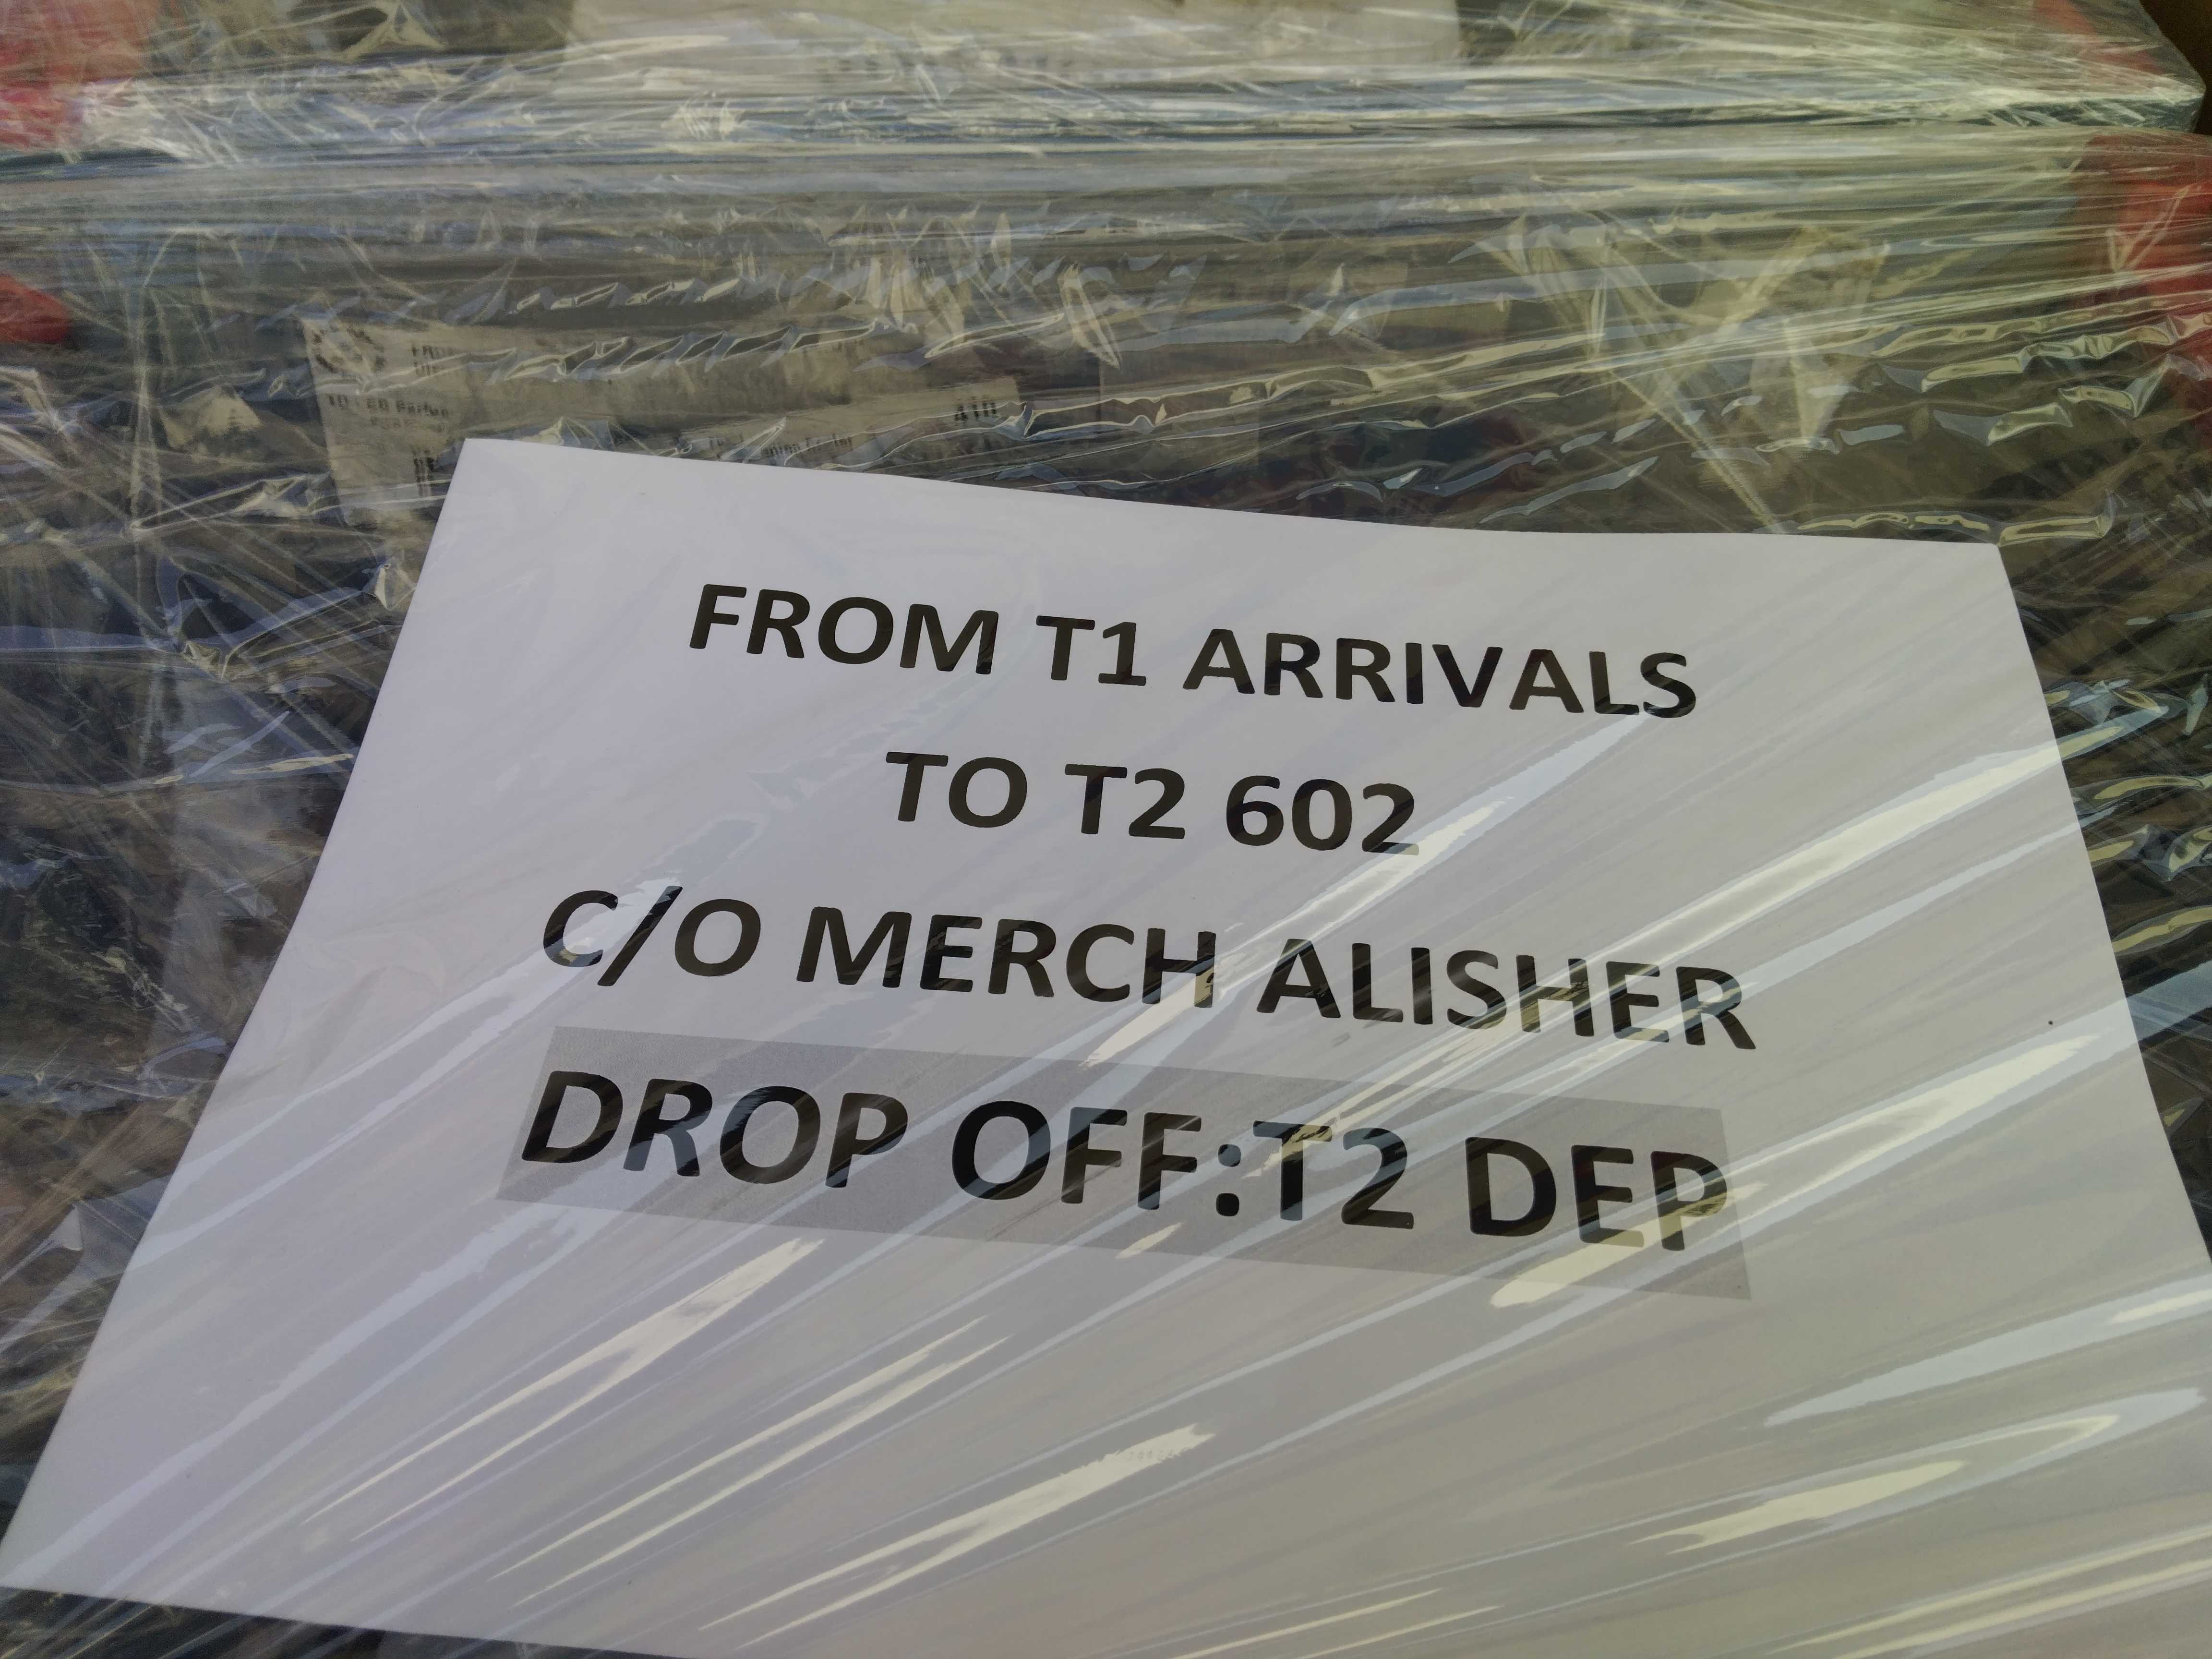 FROM T1 ARRIVALS
TO T2 602
C/O MERCH ALISHER
DROP OFF:T2 DEP